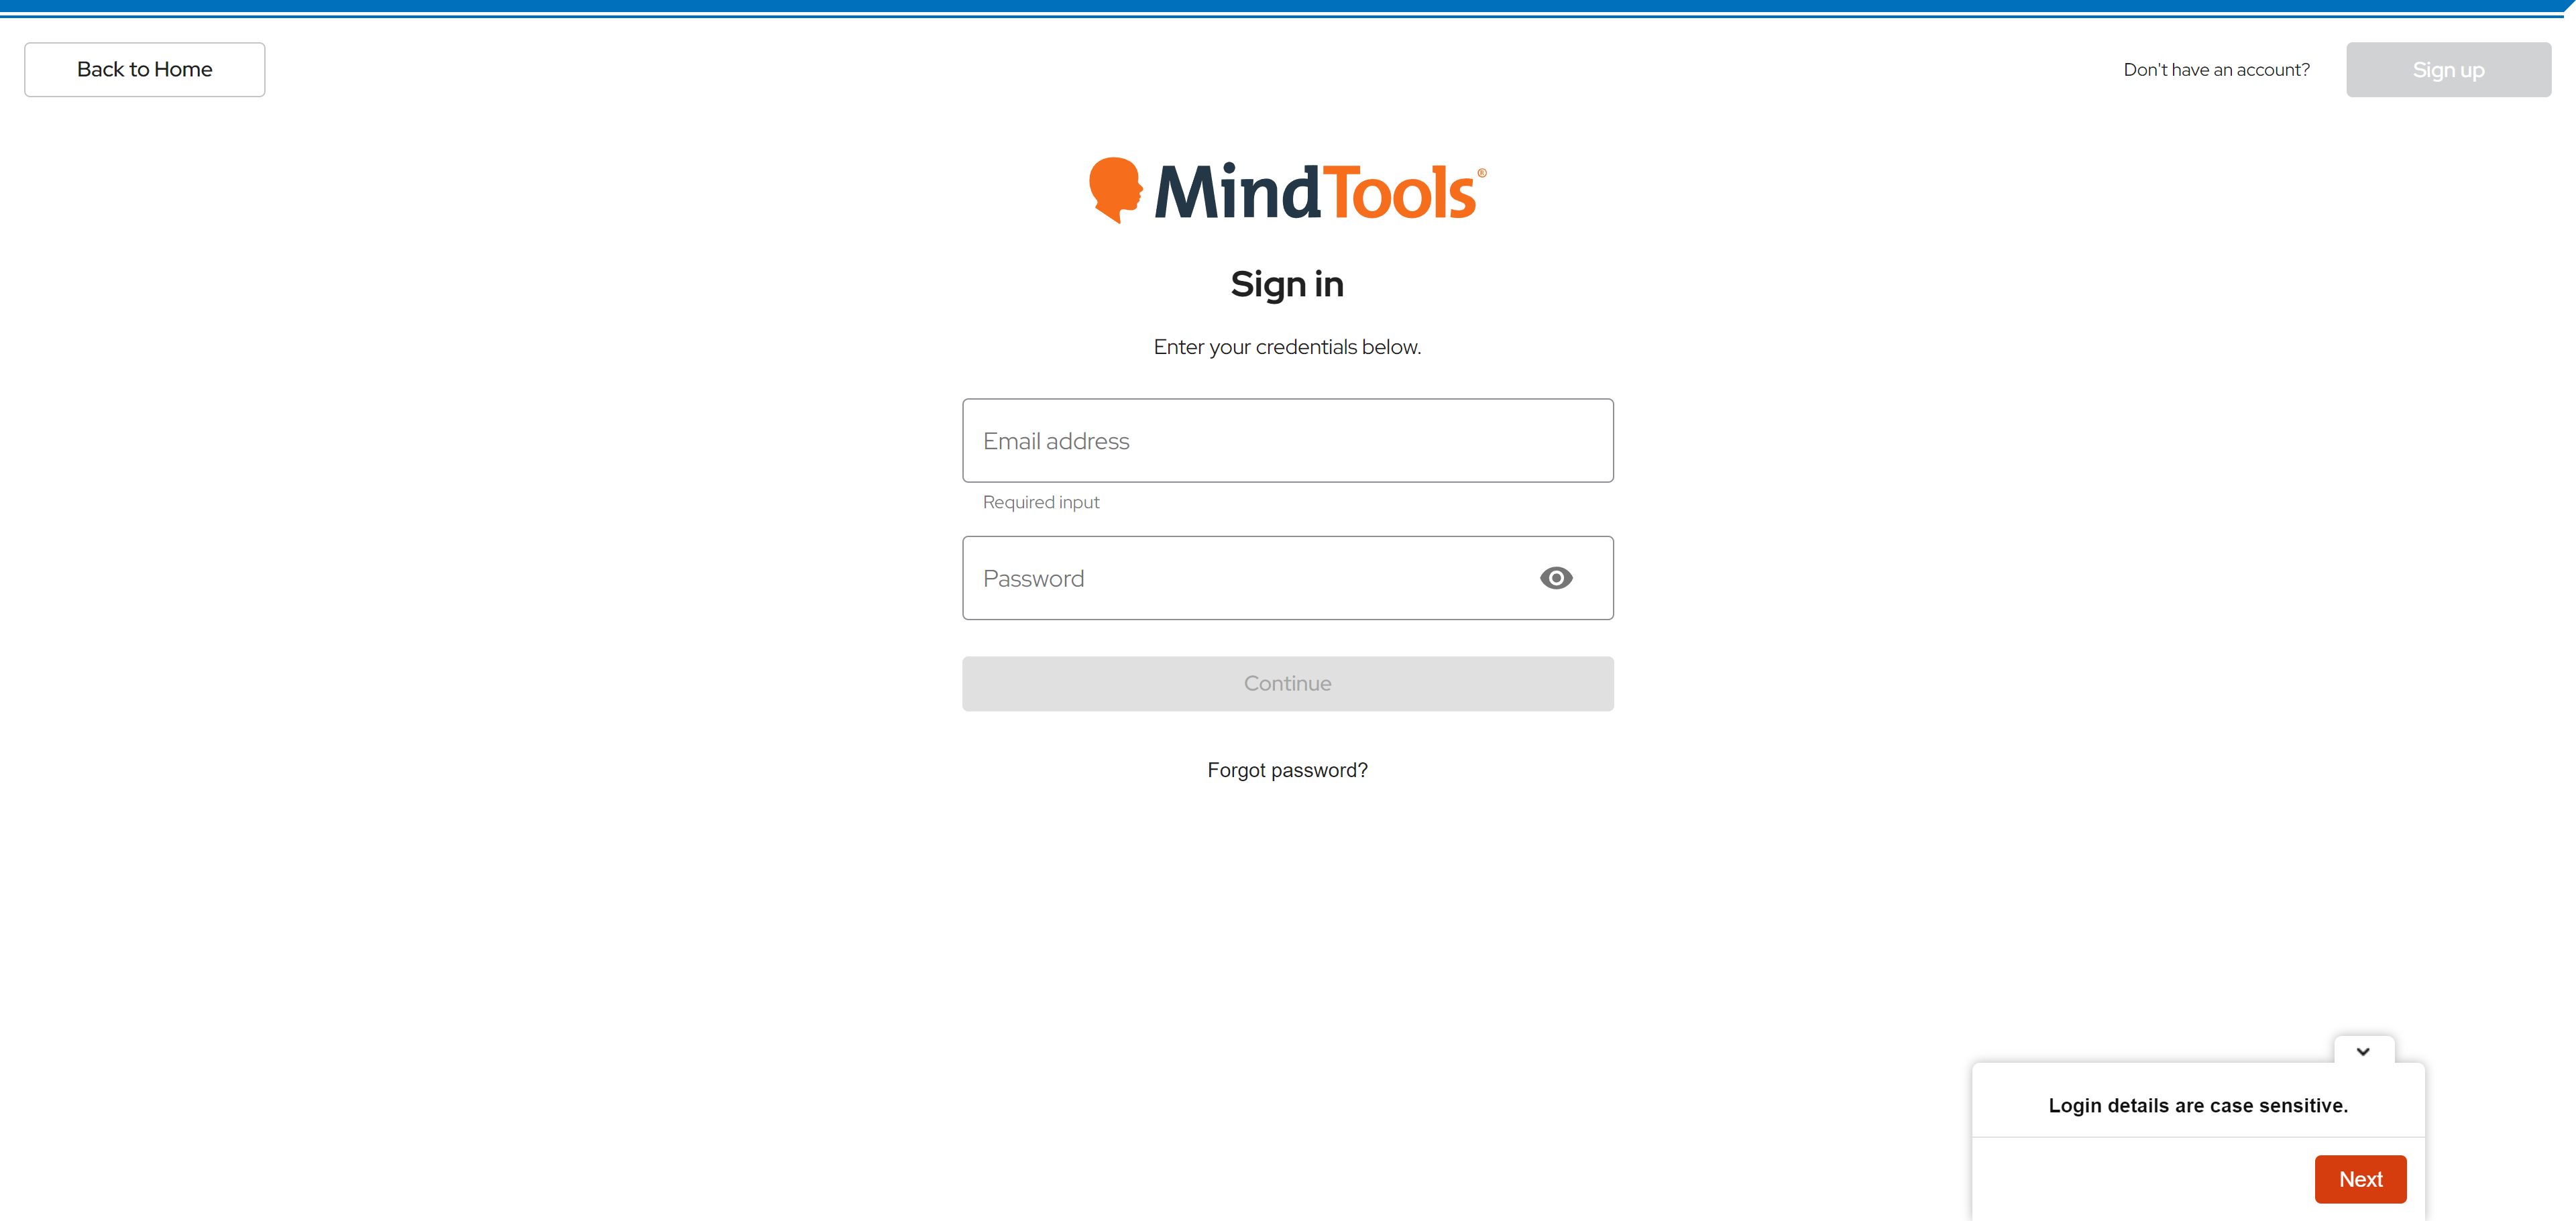 Back to Home
Don't have an account?
Sign up
MindTools®
Sign in
Enter your credentials below.
Email address
Required input
Password
Continue
Forgot password?
Login details are case sensitive.
Next